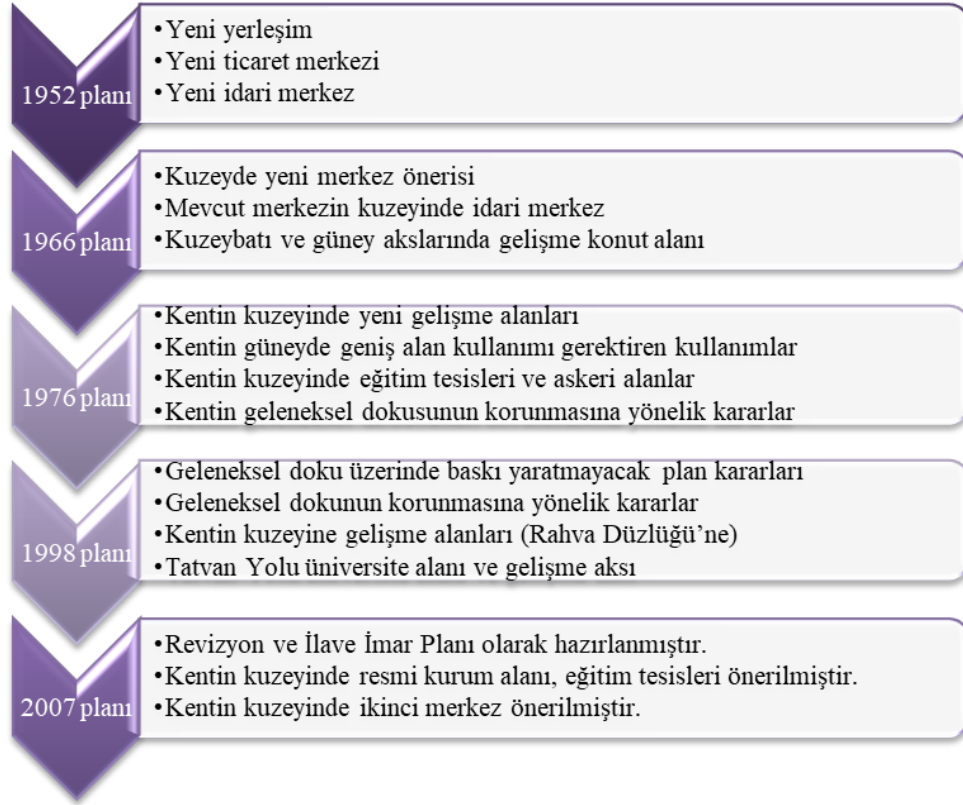 1952 planı
•Yeni yerleşim
•Yeni ticaret merkezi
•Yeni idari merkez
1966 planı
•Kuzeyde yeni merkez önerisi
•Mevcut merkezin kuzeyinde idari merkez
•Kuzeybatı ve güney akslarında gelişme konut alanı
1976 planı
•Kentin kuzeyinde yeni gelişme alanları
•Kentin güneyde geniş alan kullanımı gerektiren kullanımlar
•Kentin kuzeyinde eğitim tesisleri ve askeri alanlar
•Kentin geleneksel dokusunun korunmasına yönelik kararlar
1998 planı
•Geleneksel doku üzerinde baskı yaratmayacak plan kararları
•Geleneksel dokunun korunmasına yönelik kararlar
•Kentin kuzeyine gelişme alanları (Rahva Düzlüğü’ne)
•Tatvan Yolu üniversite alanı ve gelişme aksı
2007 planı
•Revizyon ve İlave İmar Planı olarak hazırlanmıştır.
•Kentin kuzeyinde resmi kurum alanı, eğitim tesisleri önerilmiştir.
•Kentin kuzeyinde ikinci merkez önerilmiştir.